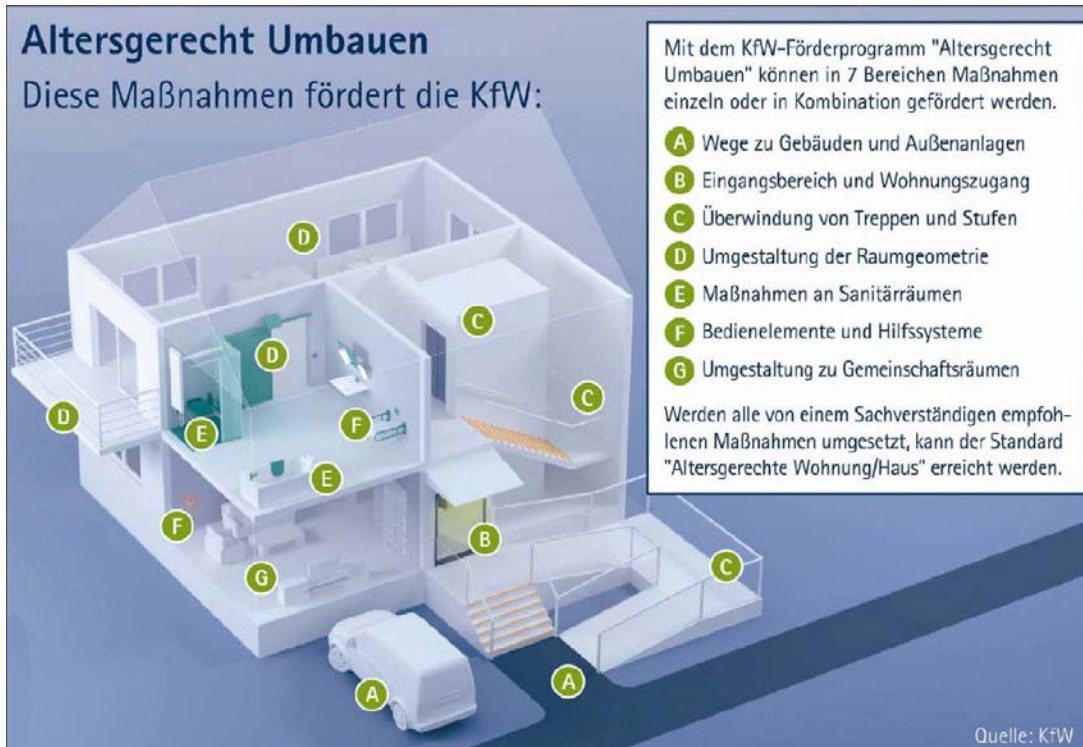 Altersgerecht Umbauen
Diese Maßnahmen fördert die KfW:
Mit dem KfW-Förderprogramm "Altersgerecht
Umbauen" können in 7 Bereichen Maßnahmen
einzeln oder in Kombination gefördert werden.
A Wege zu Gebäuden und Außenanlagen
B Eingangsbereich und Wohnungszugang
C Überwindung von Treppen und Stufen
D Umgestaltung der Raumgeometrie
E Maßnahmen an Sanitärräumen
F Bedienelemente und Hilfssysteme
G Umgestaltung zu Gemeinschaftsräumen
Werden alle von einem Sachverständigen empfoh-
lenen Maßnahmen umgesetzt, kann der Standard
"Altersgerechte Wohnung/Haus" erreicht werden.
D
C
D
C
D
F
E
E
F
B
C
G
A
A
Quelle: KfW